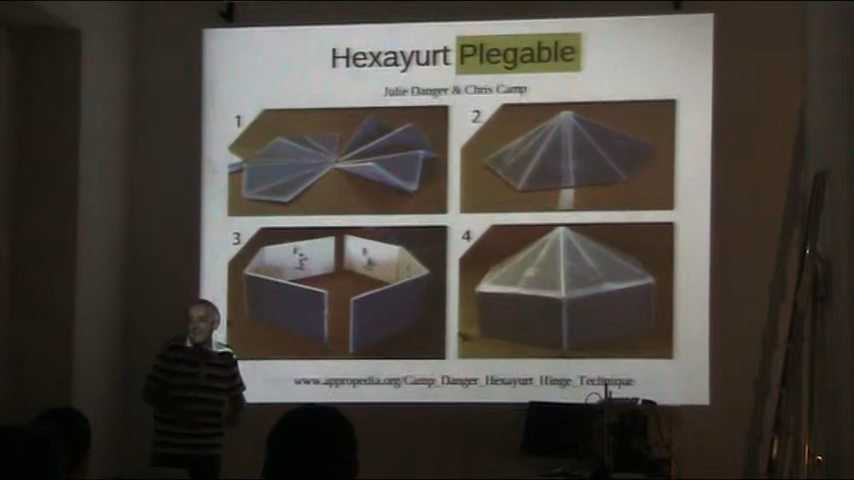 Hexayurt Plegable
Julie Danger & Chris Camp
1
2
3
4
www.appropedia.org/Camp_Danger_Hexayurt_Hinge_Technique